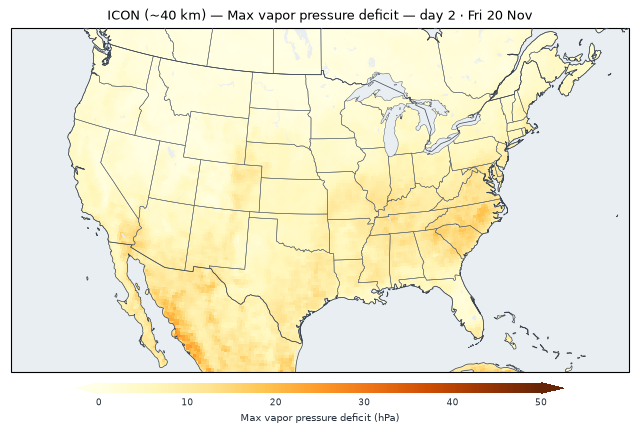 ICON (~40 km) — Max vapor pressure deficit — day 2 · Fri 20 Nov
0 10 20 30 40 50
Max vapor pressure deficit (hPa)